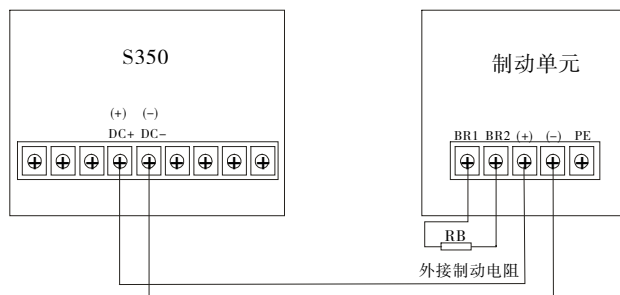 S350
(+) (-)
DC+ DC-
制动单元
BR1 BR2 (+) (-) PE
RB
外接制动电阻